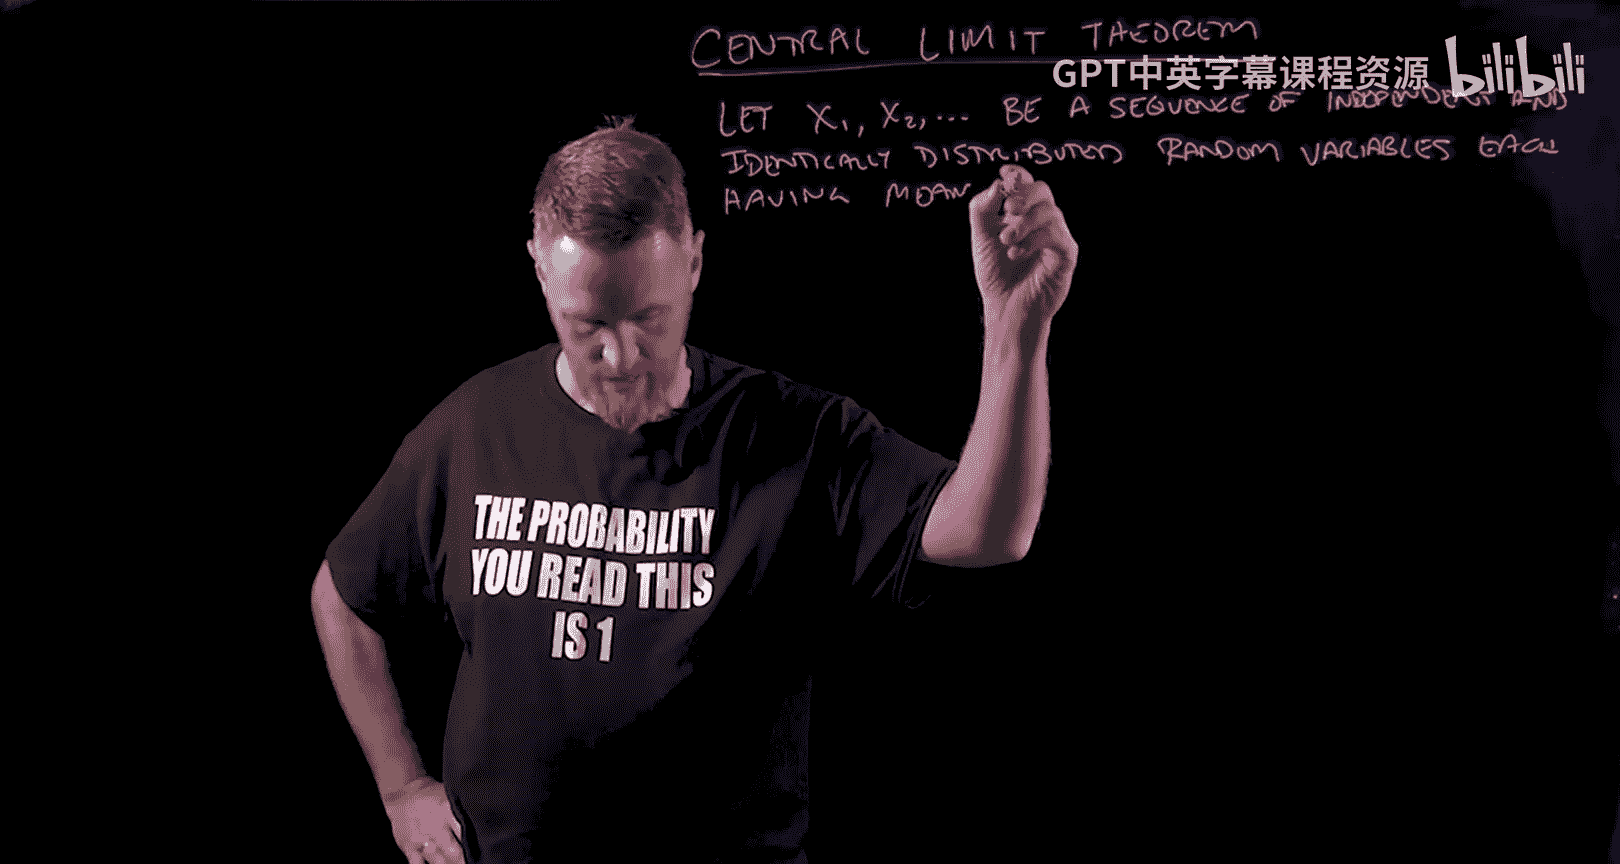 CENTRAL LIMIT THEOREM
GPT中英字幕课程资源 bilibili
LET X₁, X₂, ... BE A SEQUENCE OF INDEPENDENT AND
IDENTICALLY DISTRIBUTED RANDOM VARIABLES EACH
HAVING MEAN
THE PROBABILITY
YOU READ THIS
IS 1